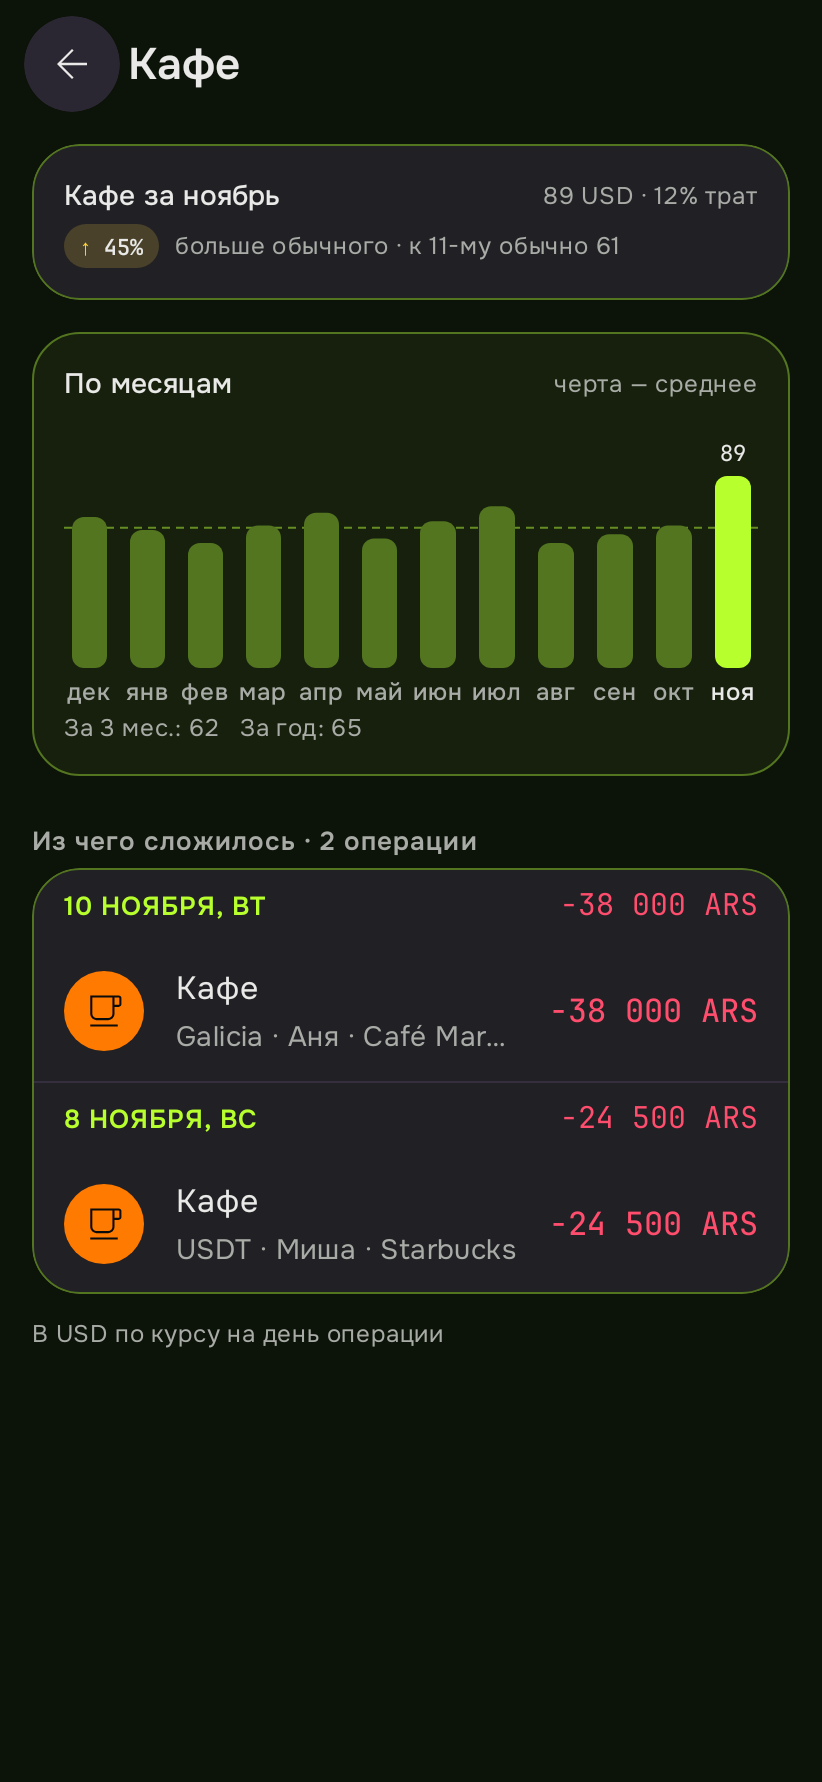 Кафе
Кафе за ноябрь 89 USD · 12% трат
↑ 45% больше обычного · к 11-му обычно 61
По месяцам черта — среднее
89
дек янв фев мар апр май июн июл авг сен окт ноя
За 3 мес.: 62 За год: 65
Из чего сложилось · 2 операции
10 НОЯБРЯ, ВТ -38 000 ARS
Кафе
Galicia · Аня · Café Mar... -38 000 ARS
8 НОЯБРЯ, ВС -24 500 ARS
Кафе
USDT · Миша · Starbucks -24 500 ARS
В USD по курсу на день операции